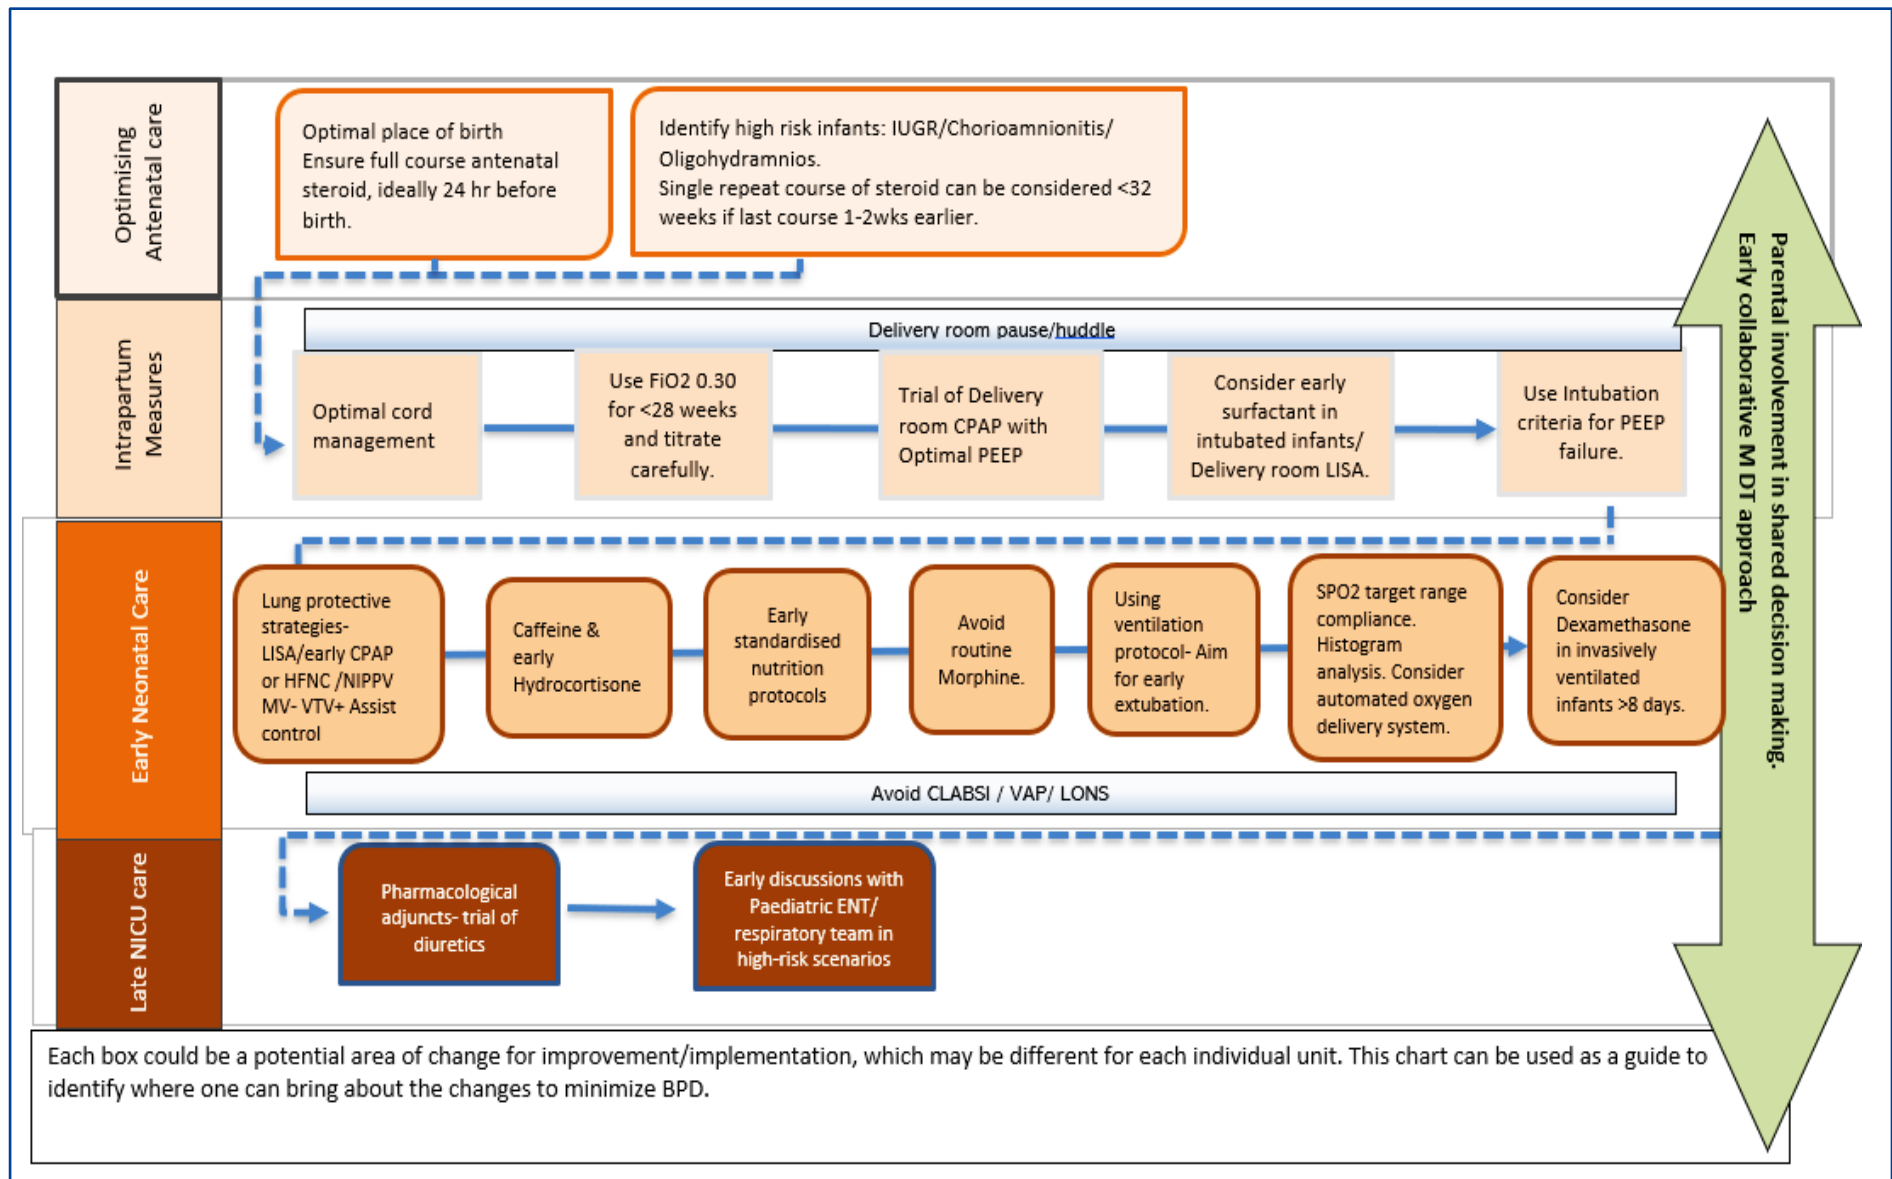 Optimising
Antenatal care
Optimal place of birth
Ensure full course antenatal
steroid, ideally 24 hr before
birth.
Identify high risk infants: IUGR/Chorioamnionitis/
Oligohydramnios.
Single repeat course of steroid can be considered <32
weeks if last course 1-2wks earlier.
Intrapartum
Measures
Delivery room pause/huddle
Optimal cord
management
Use FiO2 0.30
for <28 weeks
and titrate
carefully.
Trial of Delivery
room CPAP with
Optimal PEEP
Consider early
surfactant in
intubated infants/
Delivery room LISA.
Use Intubation
criteria for PEEP
failure.
Early Neonatal Care
Lung protective
strategies-
LISA/early CPAP
or HFNC /NIPPV
MV- VTV+ Assist
control
Caffeine &
early
Hydrocortisone
Early
standardised
nutrition
protocols
Avoid
routine
Morphine.
Using
ventilation
protocol- Aim
for early
extubation.
SPO2 target range
compliance.
Histogram
analysis. Consider
automated oxygen
delivery system.
Consider
Dexamethasone
in invasively
ventilated
infants >8 days.
Avoid CLABSI / VAP/ LONS
Late NICU care
Pharmacological
adjuncts- trial of
diuretics
Early discussions with
Paediatric ENT/
respiratory team in
high-risk scenarios
Parental involvement in shared decision making.
Early collaborative M DT approach
Each box could be a potential area of change for improvement/implementation, which may be different for each individual unit. This chart can be used as a guide to
identify where one can bring about the changes to minimize BPD.